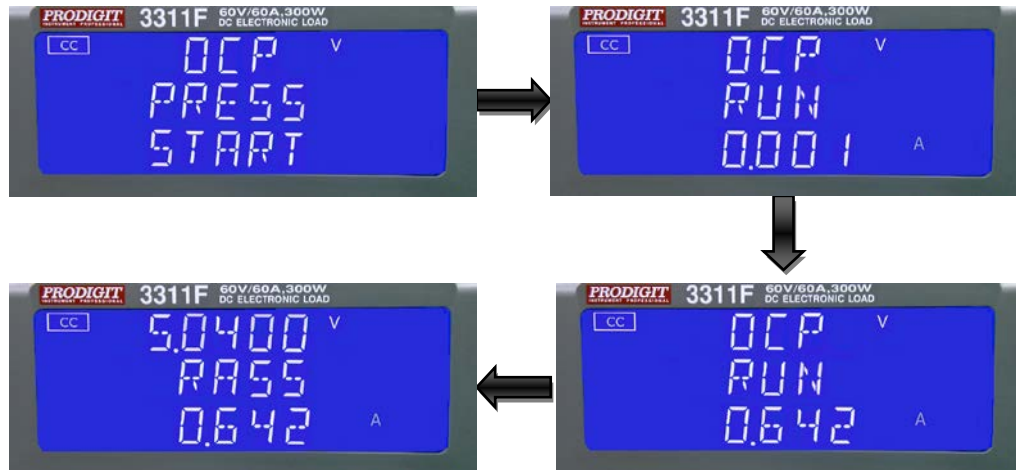 PRODIGIT 3311F 60V/60A,300W
INSTRUMENT PROFESSIONAL DC ELECTRONIC LOAD
CC OCP V
PRESS
START
PRODIGIT 3311F 60V/60A,300W
INSTRUMENT PROFESSIONAL DC ELECTRONIC LOAD
CC OCP V
RUN
0.001 A
PRODIGIT 3311F 60V/60A,300W
INSTRUMENT PROFESSIONAL DC ELECTRONIC LOAD
CC OCP V
RUN
0.642 A
PRODIGIT 3311F 60V/60A,300W
INSTRUMENT PROFESSIONAL DC ELECTRONIC LOAD
CC 5.0400 V
RASS
0.642 A